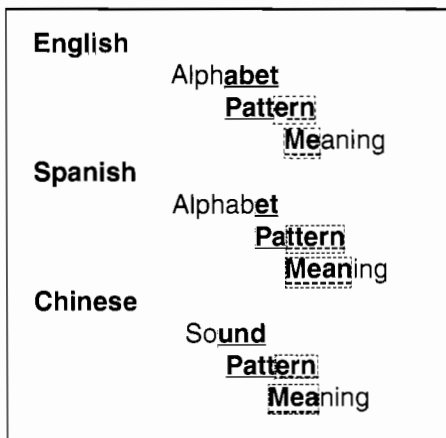 English
Alphabet
Pattern
Meaning
Spanish
Alphabet
Pattern
Meaning
Chinese
Sound
Pattern
Meaning